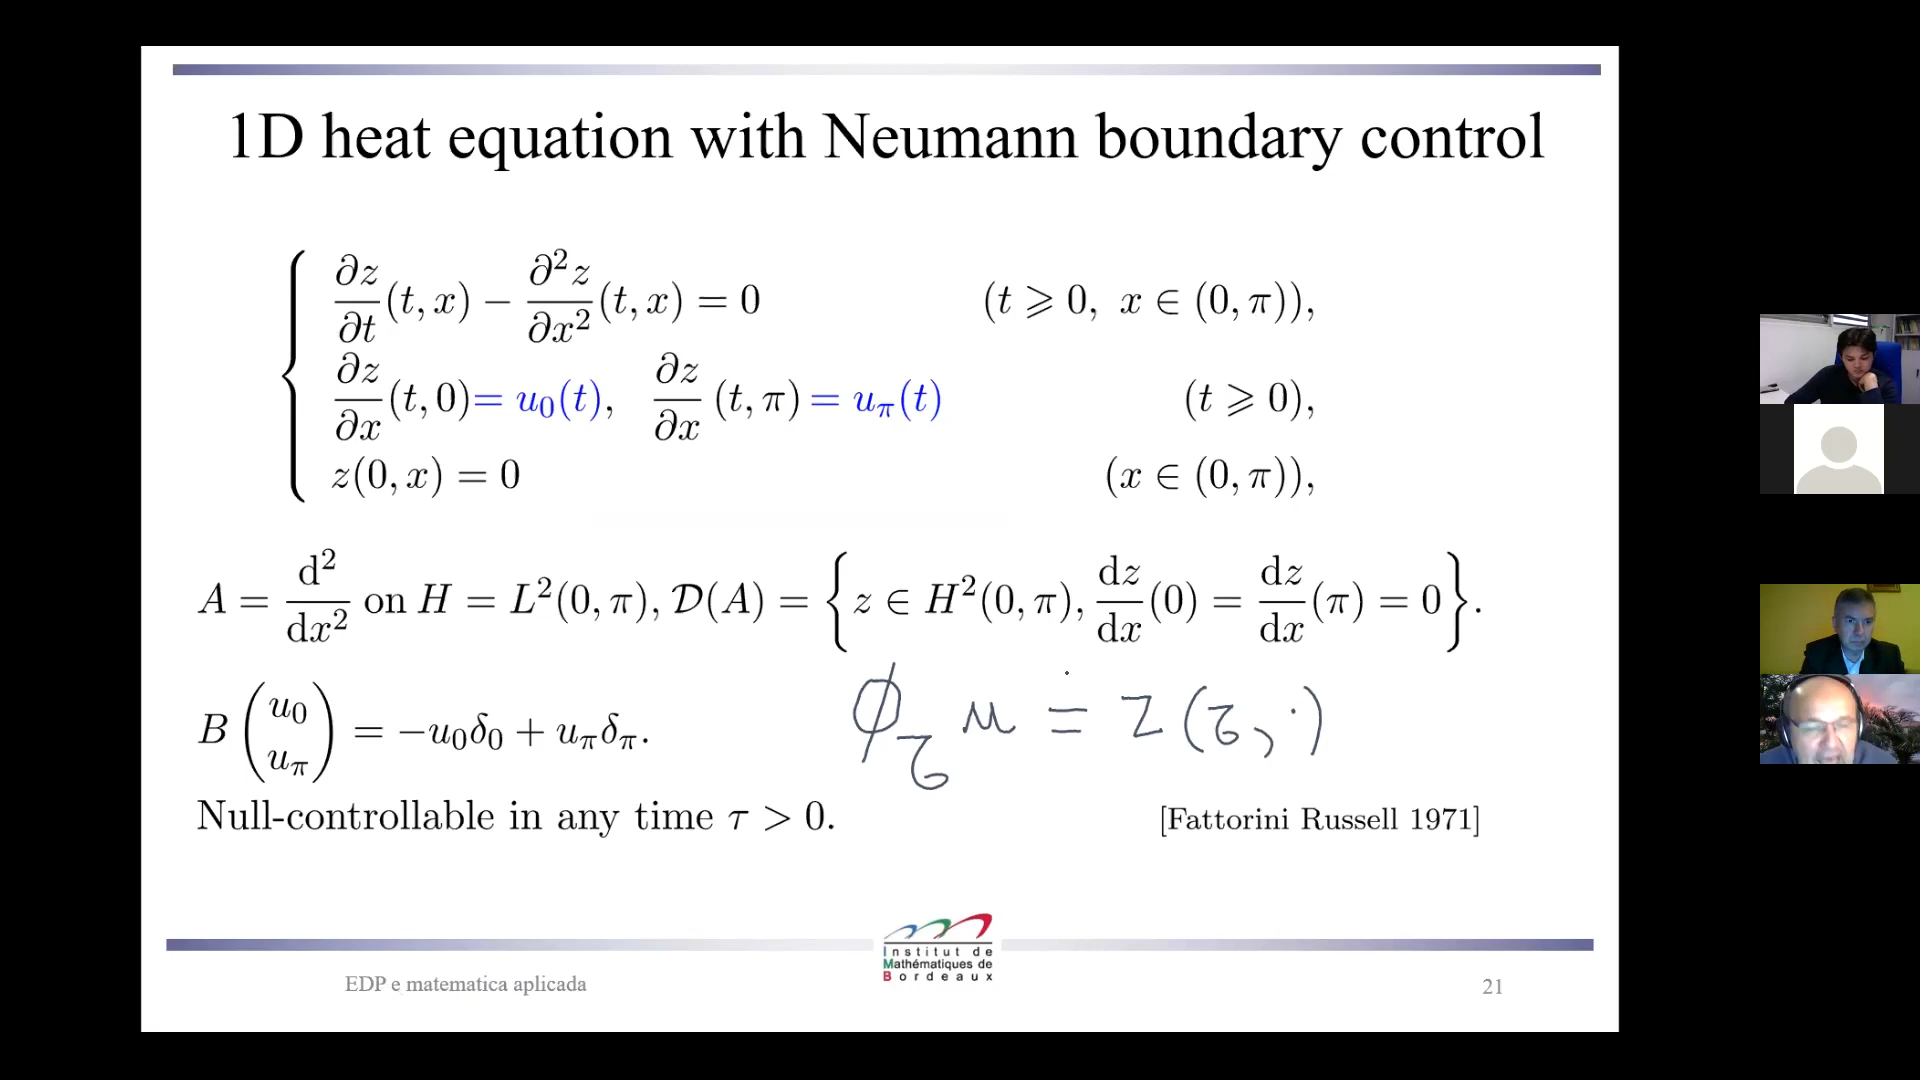 1D heat equation with Neumann boundary control
∂z/∂t (t, x) − ∂²z/∂x² (t, x) = 0 (t ⩾ 0, x ∈ (0, π)),
∂z/∂x (t, 0) = u₀(t), ∂z/∂x (t, π) = u_π(t) (t ⩾ 0),
z(0, x) = 0 (x ∈ (0, π)),
A = d²/dx² on H = L²(0, π), 𝒟(A) = { z ∈ H²(0, π), dz/dx (0) = dz/dx (π) = 0 }.
B (u₀ u_π) = −u₀δ₀ + u_πδ_π. ϕ_τ u = z(τ, ·)
Null-controllable in any time τ > 0. [Fattorini Russell 1971]
Institut de
Mathématiques de
Bordeaux
EDP e matematica aplicada 21